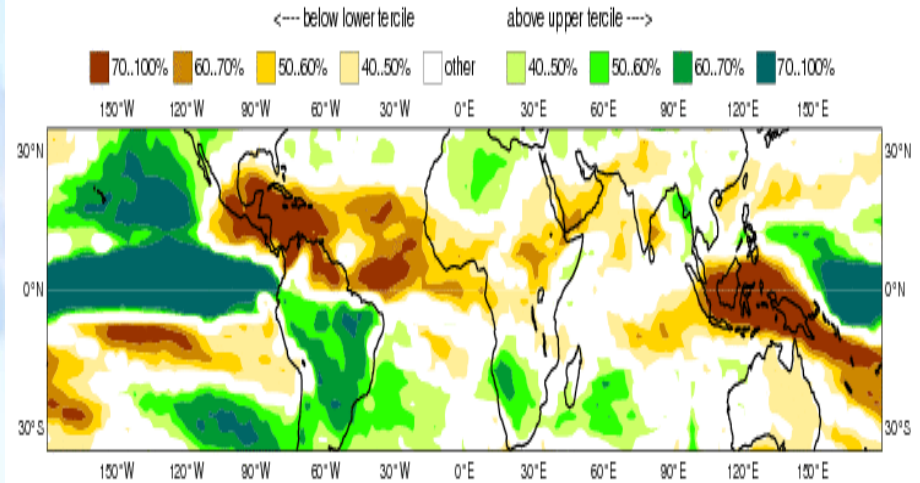 <---- below lower tercile above upper tercile ---->
70..100% 60..70% 50..60% 40..50% other 40..50% 50..60% 60..70% 70..100%
150°W 120°W 90°W 60°W 30°W 0°E 30°E 60°E 90°E 120°E 150°E
30°N 30°N
0°N 0°N
30°S 30°S
150°W 120°W 90°W 60°W 30°W 0°E 30°E 60°E 90°E 120°E 150°E